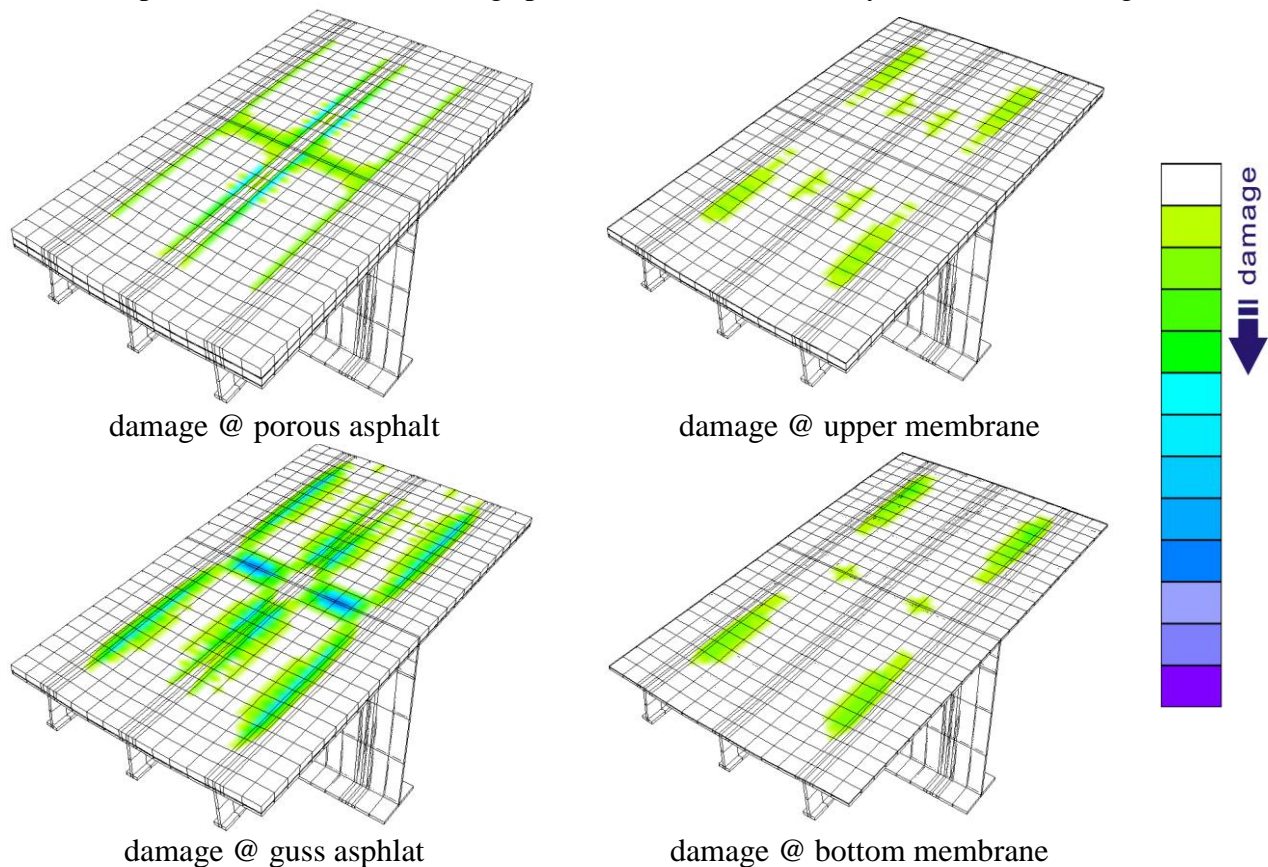 damage @ porous asphalt
damage @ upper membrane
damage
damage @ guss asphlat
damage @ bottom membrane